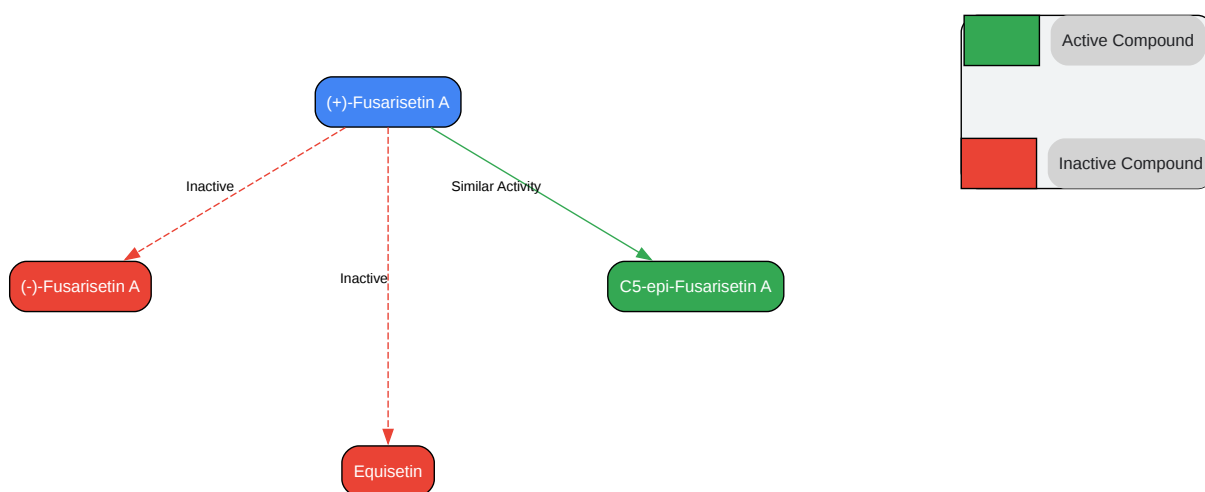 Active Compound
(+)-Fusarisetin A
Inactive Compound
Inactive
Similar Activity
Inactive
(-)-Fusarisetin A
C5-epi-Fusarisetin A
Equisetin